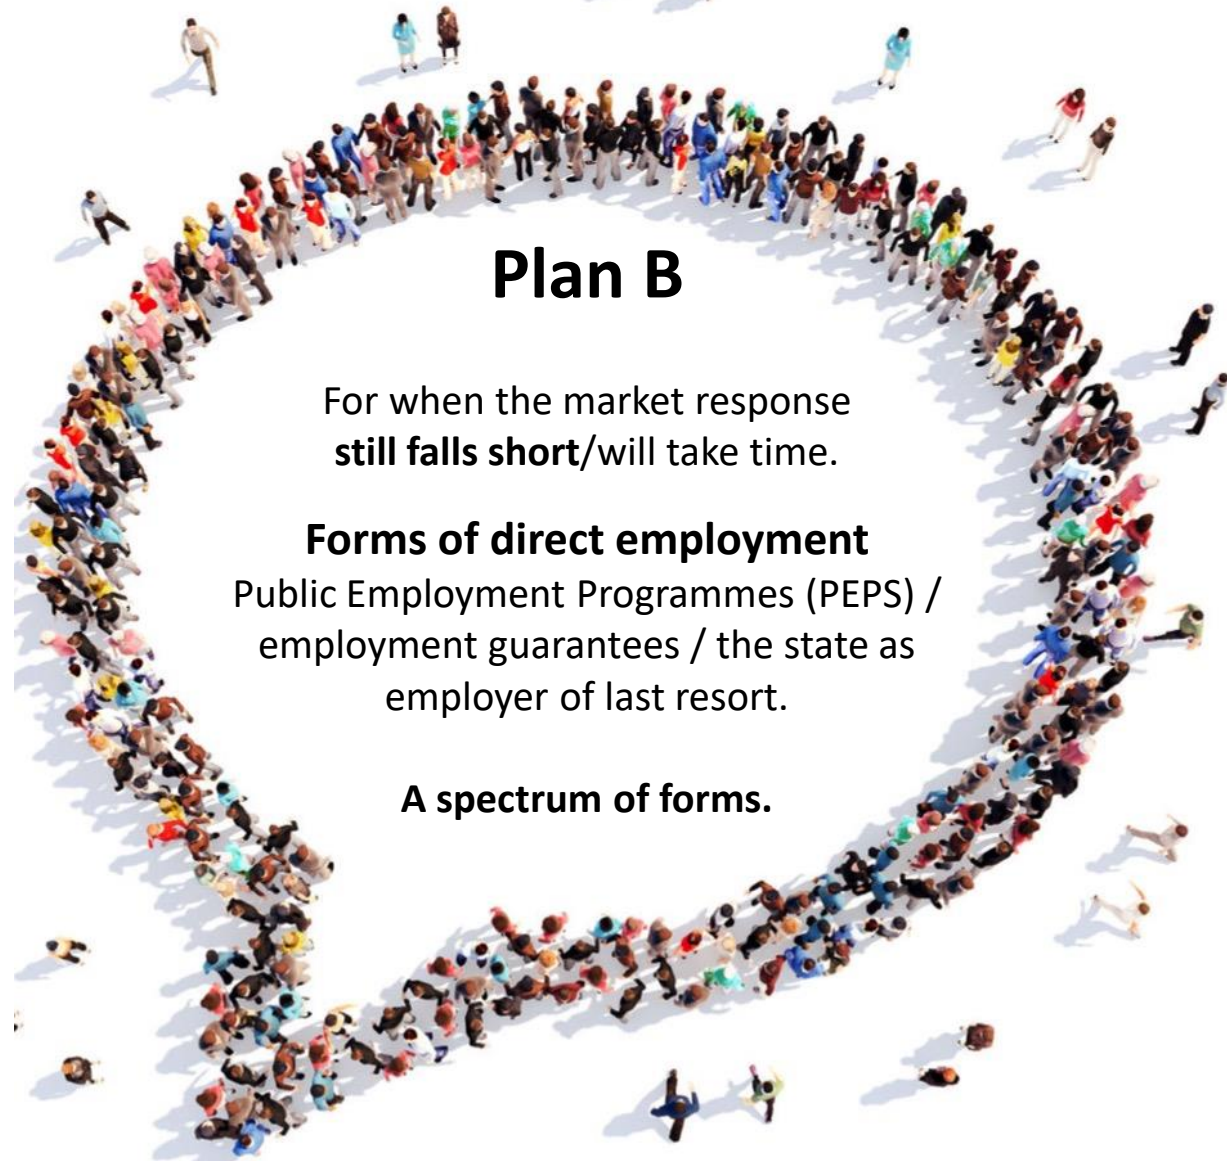 Plan B
For when the market response
still falls short/will take time.
Forms of direct employment
Public Employment Programmes (PEPS) /
employment guarantees / the state as
employer of last resort.
A spectrum of forms.